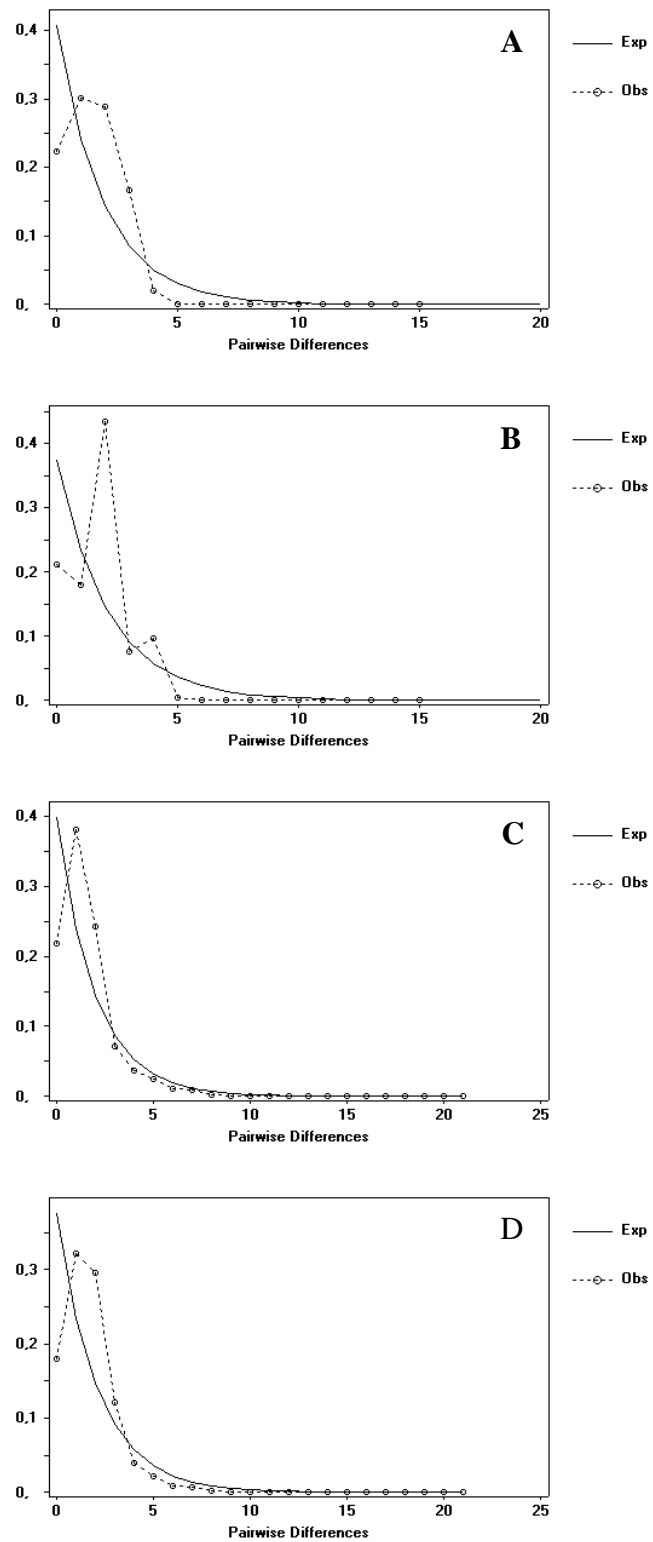 0,4
A
Exp
Obs
0,3
0,2
0,1
0,
0 5 10 15 20
Pairwise Differences
0,4
B
Exp
Obs
0,3
0,2
0,1
0,
0 5 10 15 20
Pairwise Differences
0,4
C
Exp
Obs
0,3
0,2
0,1
0,
0 5 10 15 20 25
Pairwise Differences
D
Exp
Obs
0,3
0,2
0,1
0,
0 5 10 15 20 25
Pairwise Differences